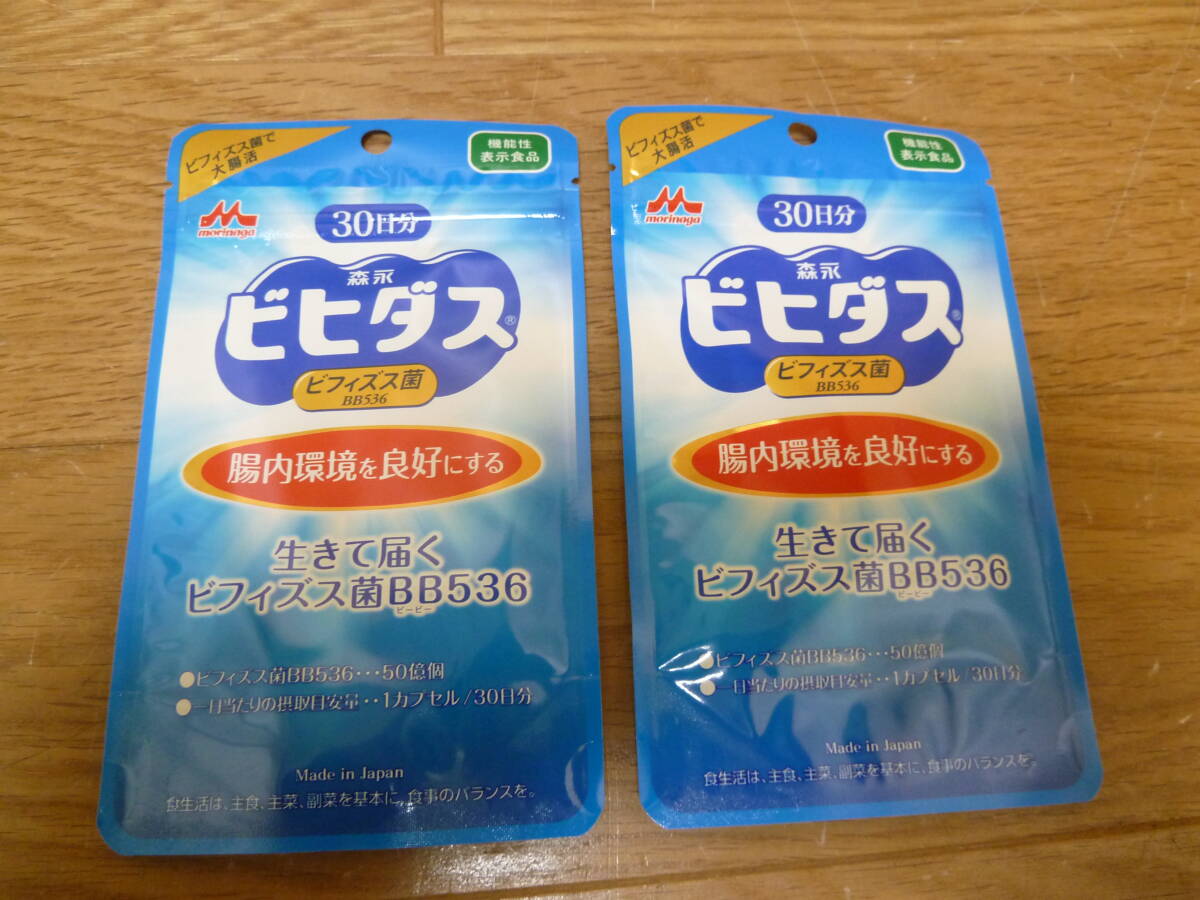 ビフィズス菌で
大腸活
機能性
表示食品
morinaga
30日分
森永
ビヒダス®
ビフィズス菌
BB536
腸内環境を良好にする
生きて届く
ビフィズス菌BB536
ビービー
●ビフィズス菌BB536・・・50億個
●一日当たりの摂取目安量・・1カプセル/30日分
Made in Japan
食生活は、主食、主菜、副菜を基本に、食事のバランスを。
ビフィズス菌で
大腸活
機能性
表示食品
morinaga
30日分
森永
ビヒダス®
ビフィズス菌
BB536
腸内環境を良好にする
生きて届く
ビフィズス菌BB536
ビービー
●ビフィズス菌BB536・・・50億個
●一日当たりの摂取目安量・・1カプセル/30日分
Made in Japan
食生活は、主食、主菜、副菜を基本に、食事のバランスを。